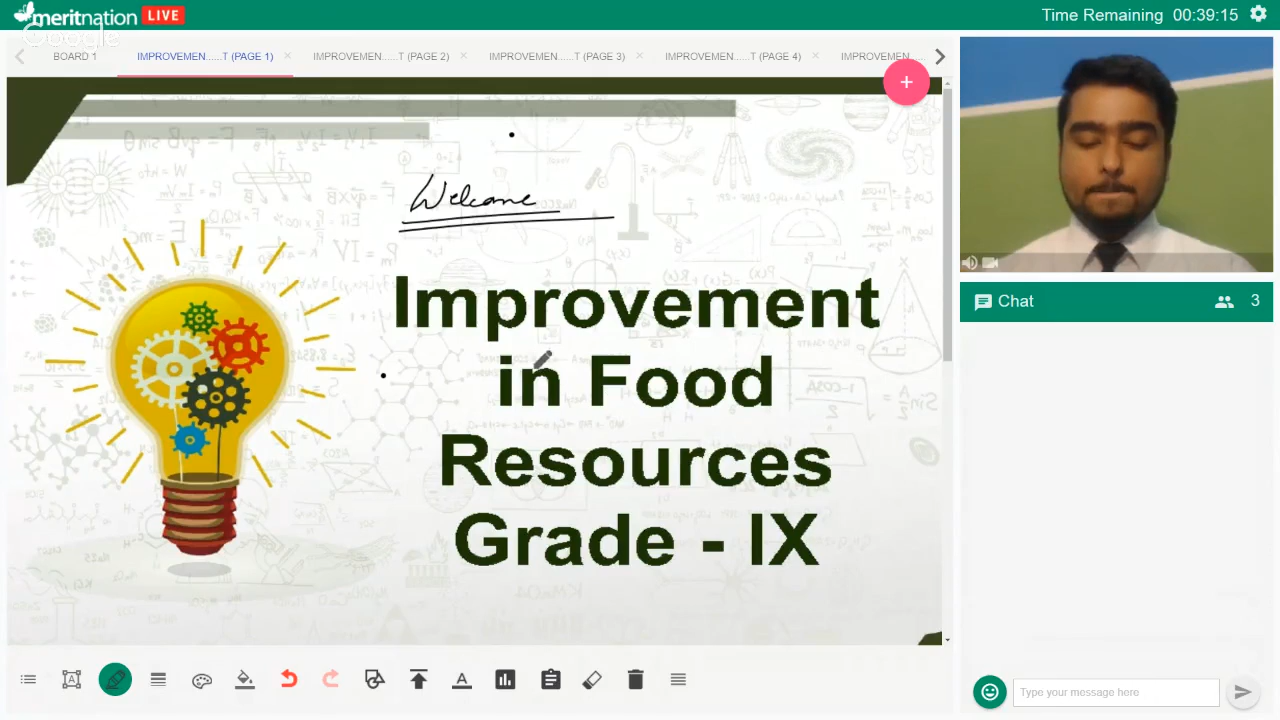 meritnation LIVE
Google
Time Remaining 00:39:15
BOARD 1
IMPROVEMEN......T (PAGE 1)
IMPROVEMEN......T (PAGE 2)
IMPROVEMEN......T (PAGE 3)
IMPROVEMEN......T (PAGE 4)
IMPROVEMEN
Welcome
Improvement
in Food
Resources
Grade - IX
Chat
3
Type your message here